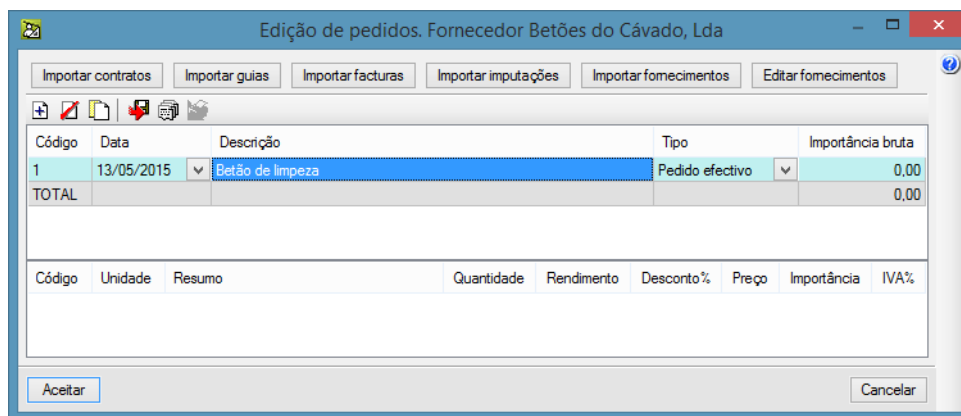 Edição de pedidos. Fornecedor Betões do Cávado, Lda
Importar contratos Importar guias Importar facturas Importar imputações Importar fornecimentos Editar fornecimentos
Código Data Descrição Tipo Importância bruta
1 13/05/2015 Betão de limpeza Pedido efectivo 0,00
TOTAL 0,00
Código Unidade Resumo Quantidade Rendimento Desconto% Preço Importância IVA%
Aceitar Cancelar